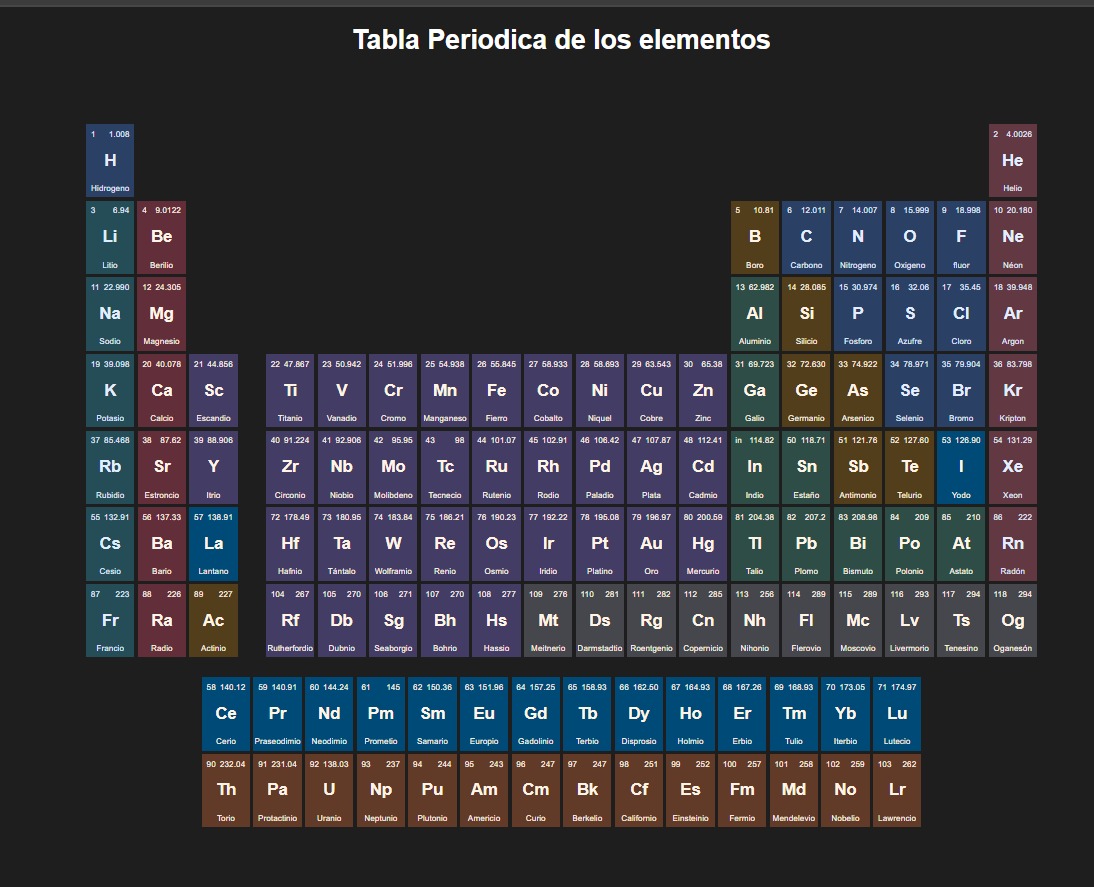 Tabla Periodica de los elementos
1 1.008 2 4.0026
H He
Hidrogeno Helio
3 6.94 4 9.0122 5 10.81 6 12.011 7 14.007 8 15.999 9 18.998 10 20.180
Li Be B C N O F Ne
Litio Berilio Boro Carbono Nitrogeno Oxigeno fluor Néon
11 22.990 12 24.305 13 62.982 14 28.085 15 30.974 16 32.06 17 35.45 18 39.948
Na Mg Al Si P S Cl Ar
Sodio Magnesio Aluminio Silicio Fosforo Azufre Cloro Argon
19 39.098 20 40.078 21 44.856 22 47.867 23 50.942 24 51.996 25 54.938 26 55.845 27 58.933 28 58.693 29 63.543 30 65.38 31 69.723 32 72.630 33 74.922 34 78.971 35 79.904 36 83.798
K Ca Sc Ti V Cr Mn Fe Co Ni Cu Zn Ga Ge As Se Br Kr
Potasio Calcio Escandio Titanio Vanadio Cromo Manganeso Fierro Cobalto Niquel Cobre Zinc Galio Germanio Arsenico Selenio Bromo Kripton
37 85.468 38 87.62 39 88.906 40 91.224 41 92.906 42 95.95 43 98 44 101.07 45 102.91 46 106.42 47 107.87 48 112.41 in 114.82 50 118.71 51 121.76 52 127.60 53 126.90 54 131.29
Rb Sr Y Zr Nb Mo Tc Ru Rh Pd Ag Cd In Sn Sb Te I Xe
Rubidio Estroncio Itrio Circonio Niobio Molibdeno Tecnecio Rutenio Rodio Paladio Plata Cadmio Indio Estaño Antimonio Telurio Yodo Xeon
55 132.91 56 137.33 57 138.91 72 178.49 73 180.95 74 183.84 75 186.21 76 190.23 77 192.22 78 195.08 79 196.97 80 200.59 81 204.38 82 207.2 83 208.98 84 209 85 210 86 222
Cs Ba La Hf Ta W Re Os Ir Pt Au Hg Tl Pb Bi Po At Rn
Cesio Bario Lantano Hafnio Tántalo Wolframio Renio Osmio Iridio Platino Oro Mercurio Talio Plomo Bismuto Polonio Astato Radón
87 223 88 226 89 227 104 267 105 270 106 271 107 270 108 277 109 276 110 281 111 282 112 285 113 256 114 289 115 289 116 293 117 294 118 294
Fr Ra Ac Rf Db Sg Bh Hs Mt Ds Rg Cn Nh Fl Mc Lv Ts Og
Francio Radio Actinio Rutherfordio Dubnio Seaborgio Bohrio Hassio Meitnerio Darmstadtio Roentgenio Copernicio Nihonio Flerovio Moscovio Livermorio Tenesino Oganesón
58 140.12 59 140.91 60 144.24 61 145 62 150.36 63 151.96 64 157.25 65 158.93 66 162.50 67 164.93 68 167.26 69 168.93 70 173.05 71 174.97
Ce Pr Nd Pm Sm Eu Gd Tb Dy Ho Er Tm Yb Lu
Cerio Praseodimio Neodimio Prometio Samario Europio Gadolinio Terbio Disprosio Holmio Erbio Tulio Iterbio Lutecio
90 232.04 91 231.04 92 138.03 93 237 94 244 95 243 96 247 97 247 98 251 99 252 100 257 101 258 102 259 103 262
Th Pa U Np Pu Am Cm Bk Cf Es Fm Md No Lr
Torio Protactinio Uranio Neptunio Plutonio Americio Curio Berkelio Californio Einsteinio Fermio Mendelevio Nobelio Lawrencio